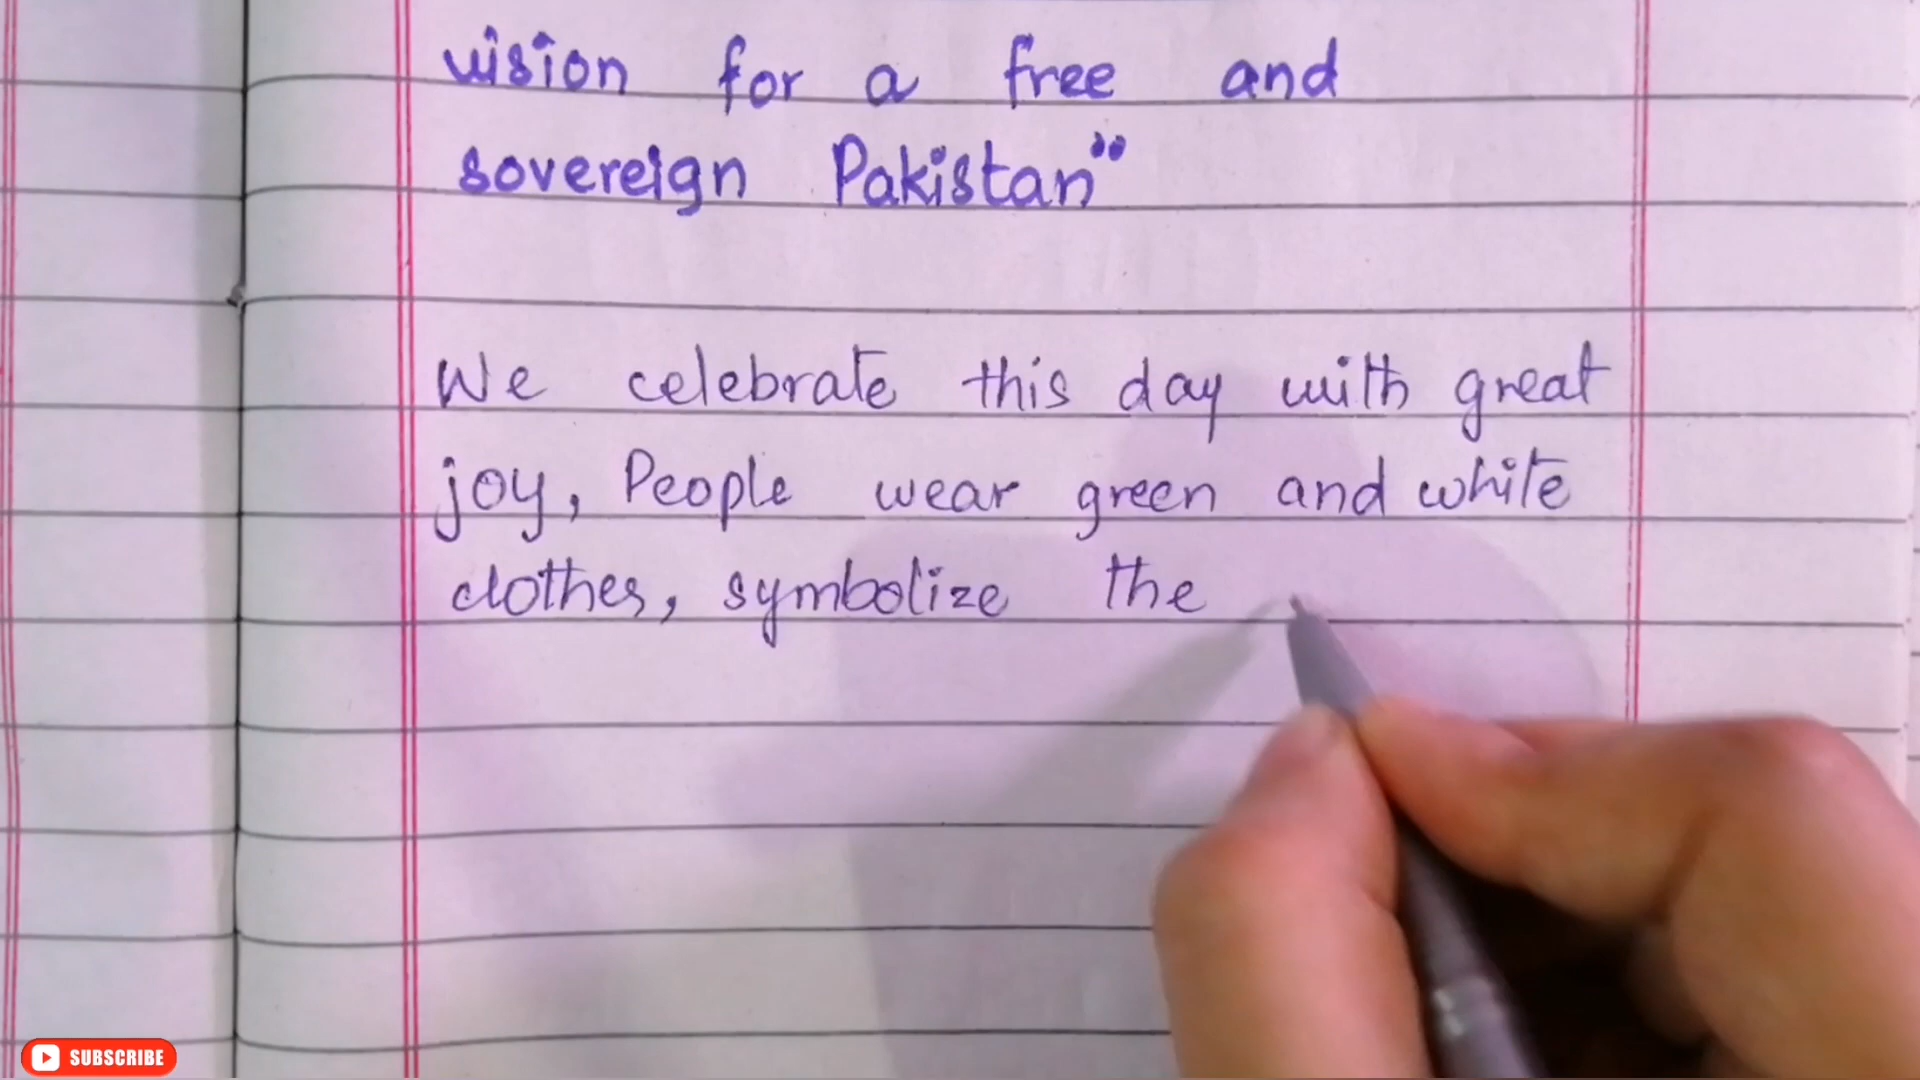 vision for a free and
sovereign Pakistan"
We celebrate this day with great
joy, People wear green and white
clothes, symbolize the
SUBSCRIBE